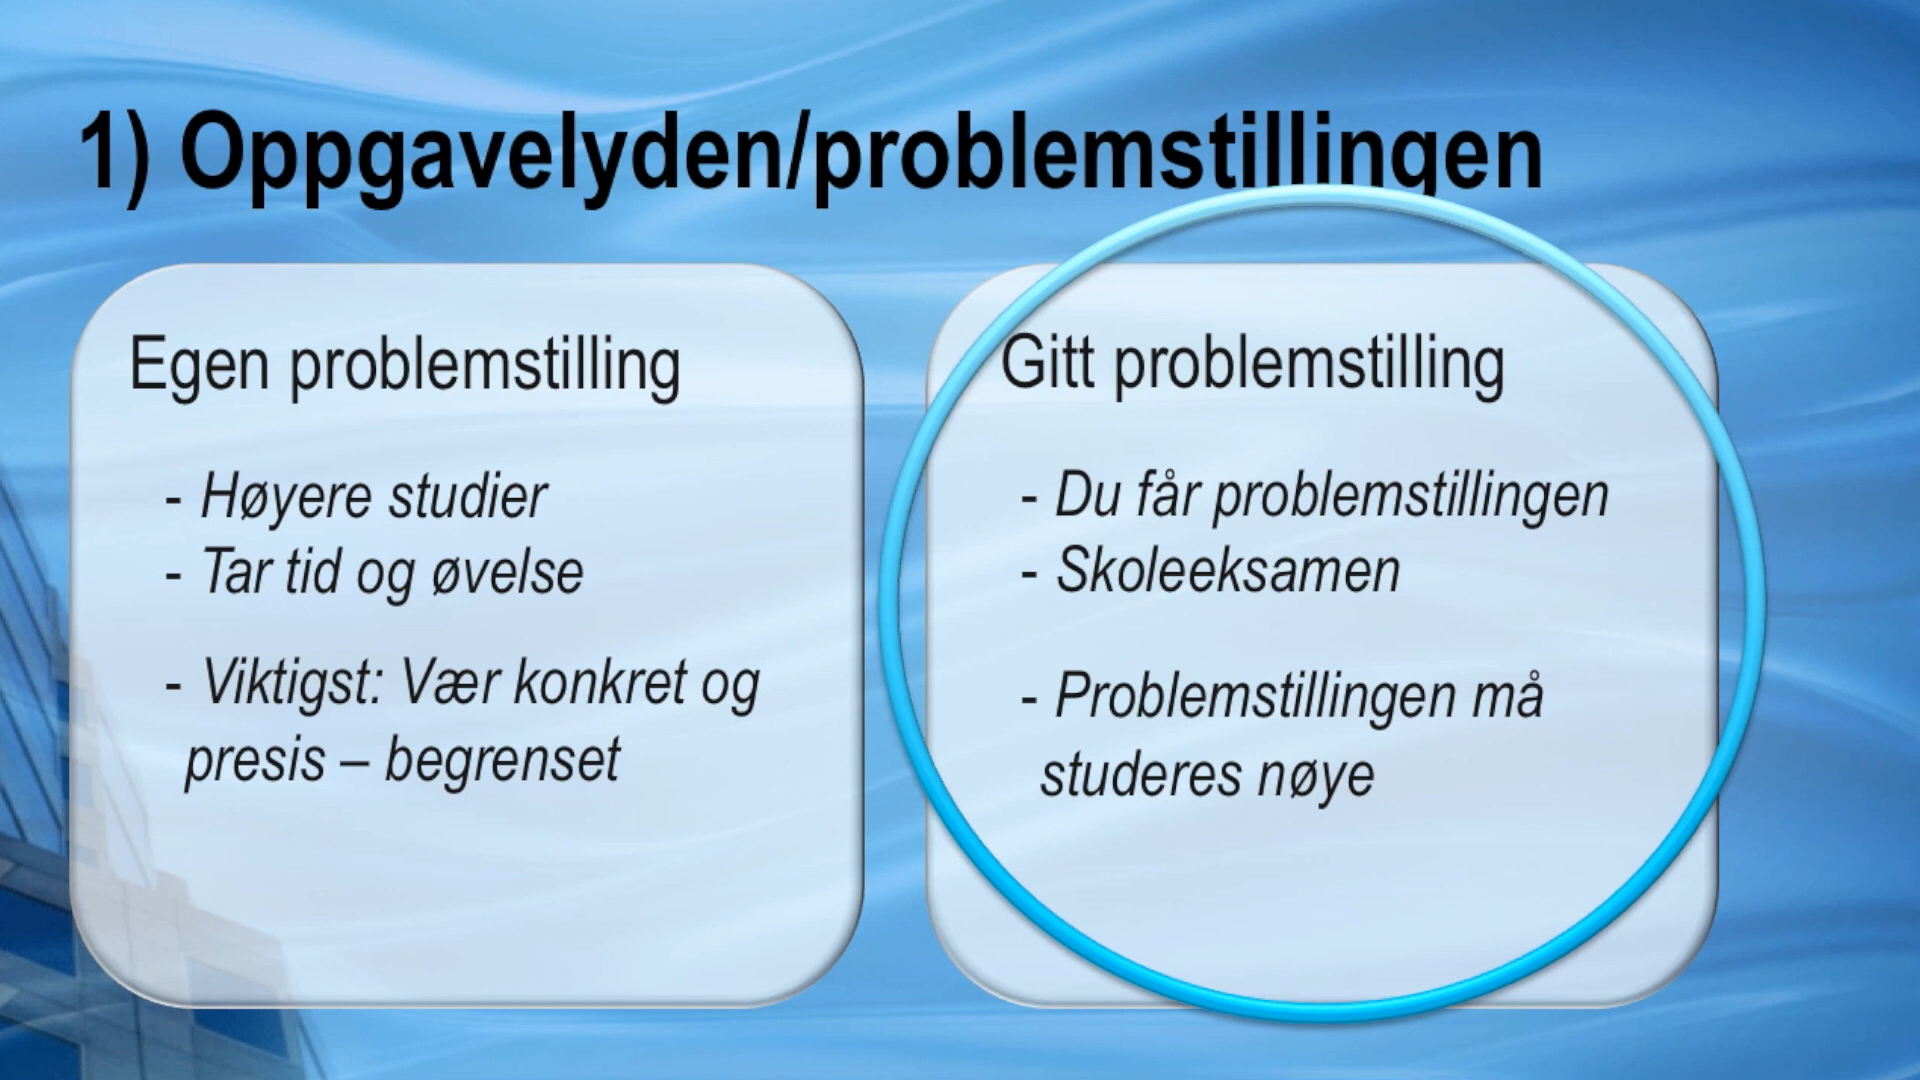 1) Oppgavelyden/problemstillingen
Egen problemstilling
- Høyere studier
- Tar tid og øvelse
- Viktigst: Vær konkret og
presis – begrenset
Gitt problemstilling
- Du får problemstillingen
- Skoleeksamen
- Problemstillingen må
studeres nøye